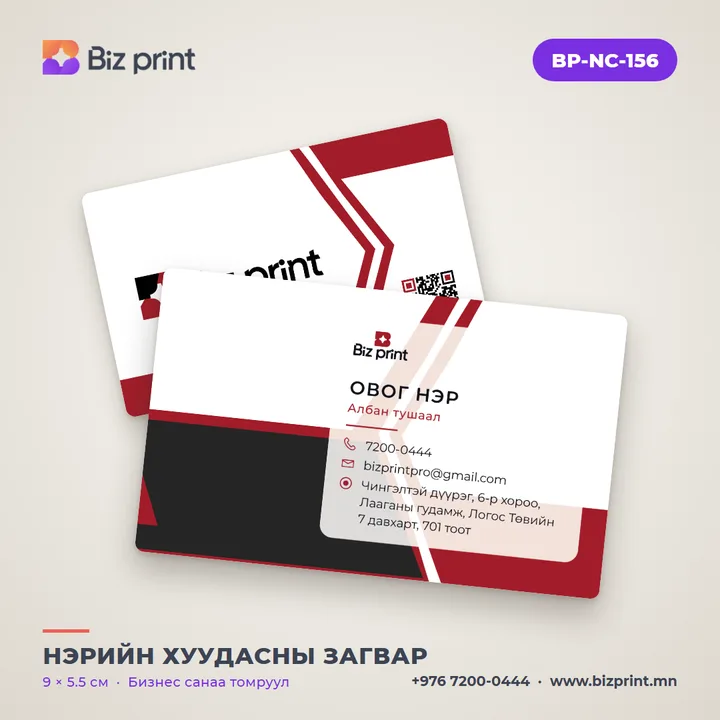 Biz print
BP-NC-156
print
Biz print
ОВОГ НЭР
Албан тушаал
7200-0444
bizprintpro@gmail.com
Чингэлтэй дүүрэг, 6-р хороо,
Лааганы гудамж, Логос Төвийн
7 давхарт, 701 тоот
НЭРИЙН ХУУДАСНЫ ЗАГВАР
9 × 5.5 см · Бизнес санаа томруул
+976 7200-0444 · www.bizprint.mn